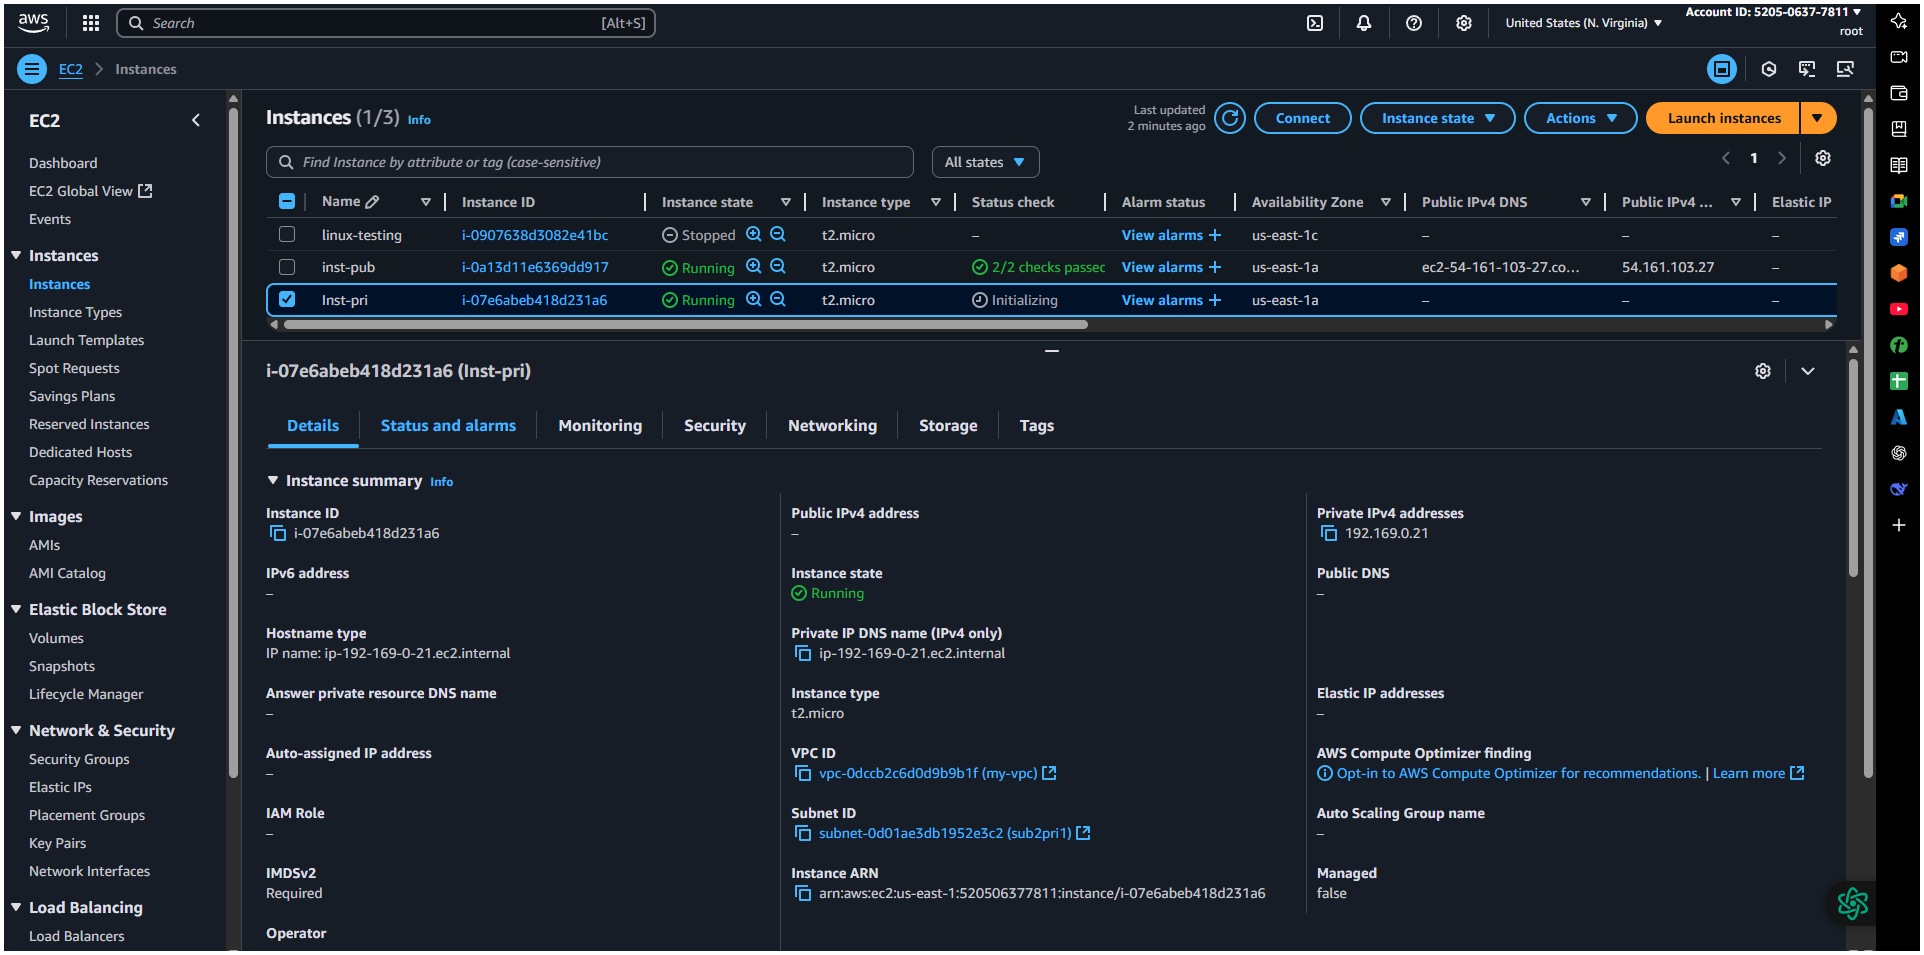 aws
Search [Alt+S]
United States (N. Virginia)
Account ID: 5205-0637-7811
root
EC2 Instances
EC2
Dashboard
EC2 Global View
Events
Instances
Instances
Instance Types
Launch Templates
Spot Requests
Savings Plans
Reserved Instances
Dedicated Hosts
Capacity Reservations
Images
AMIs
AMI Catalog
Elastic Block Store
Volumes
Snapshots
Lifecycle Manager
Network & Security
Security Groups
Elastic IPs
Placement Groups
Key Pairs
Network Interfaces
Load Balancing
Load Balancers
Instances (1/3) Info
Last updated
2 minutes ago
Connect
Instance state
Actions
Launch instances
Find Instance by attribute or tag (case-sensitive)
All states
1
Name Instance ID Instance state Instance type Status check Alarm status Availability Zone Public IPv4 DNS Public IPv4 ... Elastic IP
linux-testing i-0907638d3082e41bc Stopped t2.micro – View alarms + us-east-1c – – –
inst-pub i-0a13d11e6369dd917 Running t2.micro 2/2 checks passec View alarms + us-east-1a ec2-54-161-103-27.co... 54.161.103.27 –
Inst-pri i-07e6abeb418d231a6 Running t2.micro Initializing View alarms + us-east-1a – – –
i-07e6abeb418d231a6 (Inst-pri)
Details Status and alarms Monitoring Security Networking Storage Tags
Instance summary Info
Instance ID
i-07e6abeb418d231a6
IPv6 address
–
Hostname type
IP name: ip-192-169-0-21.ec2.internal
Answer private resource DNS name
–
Auto-assigned IP address
–
IAM Role
–
IMDSv2
Required
Operator
Public IPv4 address
–
Instance state
Running
Private IP DNS name (IPv4 only)
ip-192-169-0-21.ec2.internal
Instance type
t2.micro
VPC ID
vpc-0dccb2c6d0d9b9b1f (my-vpc)
Subnet ID
subnet-0d01ae3db1952e3c2 (sub2pri1)
Instance ARN
arn:aws:ec2:us-east-1:520506377811:instance/i-07e6abeb418d231a6
Private IPv4 addresses
192.169.0.21
Public DNS
–
Elastic IP addresses
–
AWS Compute Optimizer finding
Opt-in to AWS Compute Optimizer for recommendations. | Learn more
Auto Scaling Group name
–
Managed
false